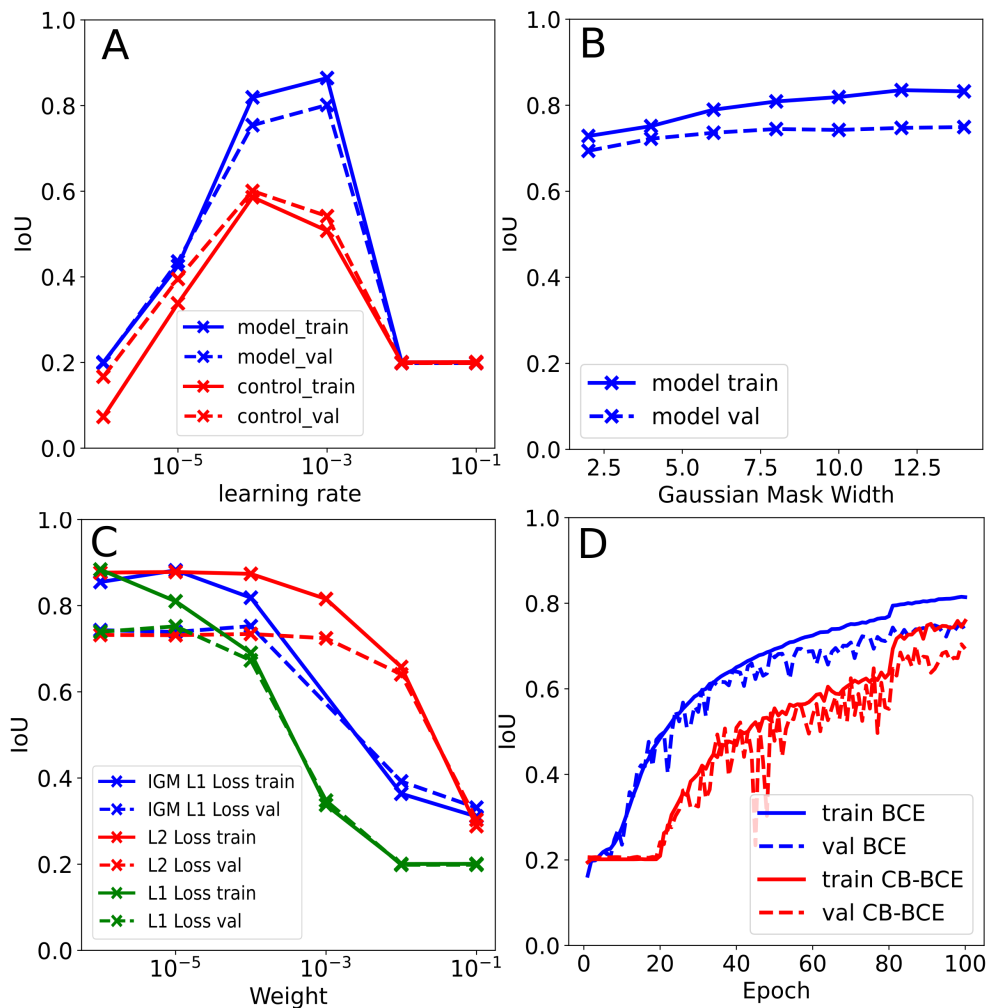 A
IoU
1.0
0.8
0.6
0.4
0.2
0.0
model_train
model_val
control_train
control_val
10⁻⁵
10⁻³
10⁻¹
learning rate
B
IoU
1.0
0.8
0.6
0.4
0.2
0.0
model train
model val
2.5
5.0
7.5
10.0
12.5
Gaussian Mask Width
C
IoU
1.0
0.8
0.6
0.4
0.2
0.0
IGM L1 Loss train
IGM L1 Loss val
L2 Loss train
L2 Loss val
L1 Loss train
L1 Loss val
10⁻⁵
10⁻³
10⁻¹
Weight
D
IoU
1.0
0.8
0.6
0.4
0.2
0.0
train BCE
val BCE
train CB-BCE
val CB-BCE
0
20
40
60
80
100
Epoch